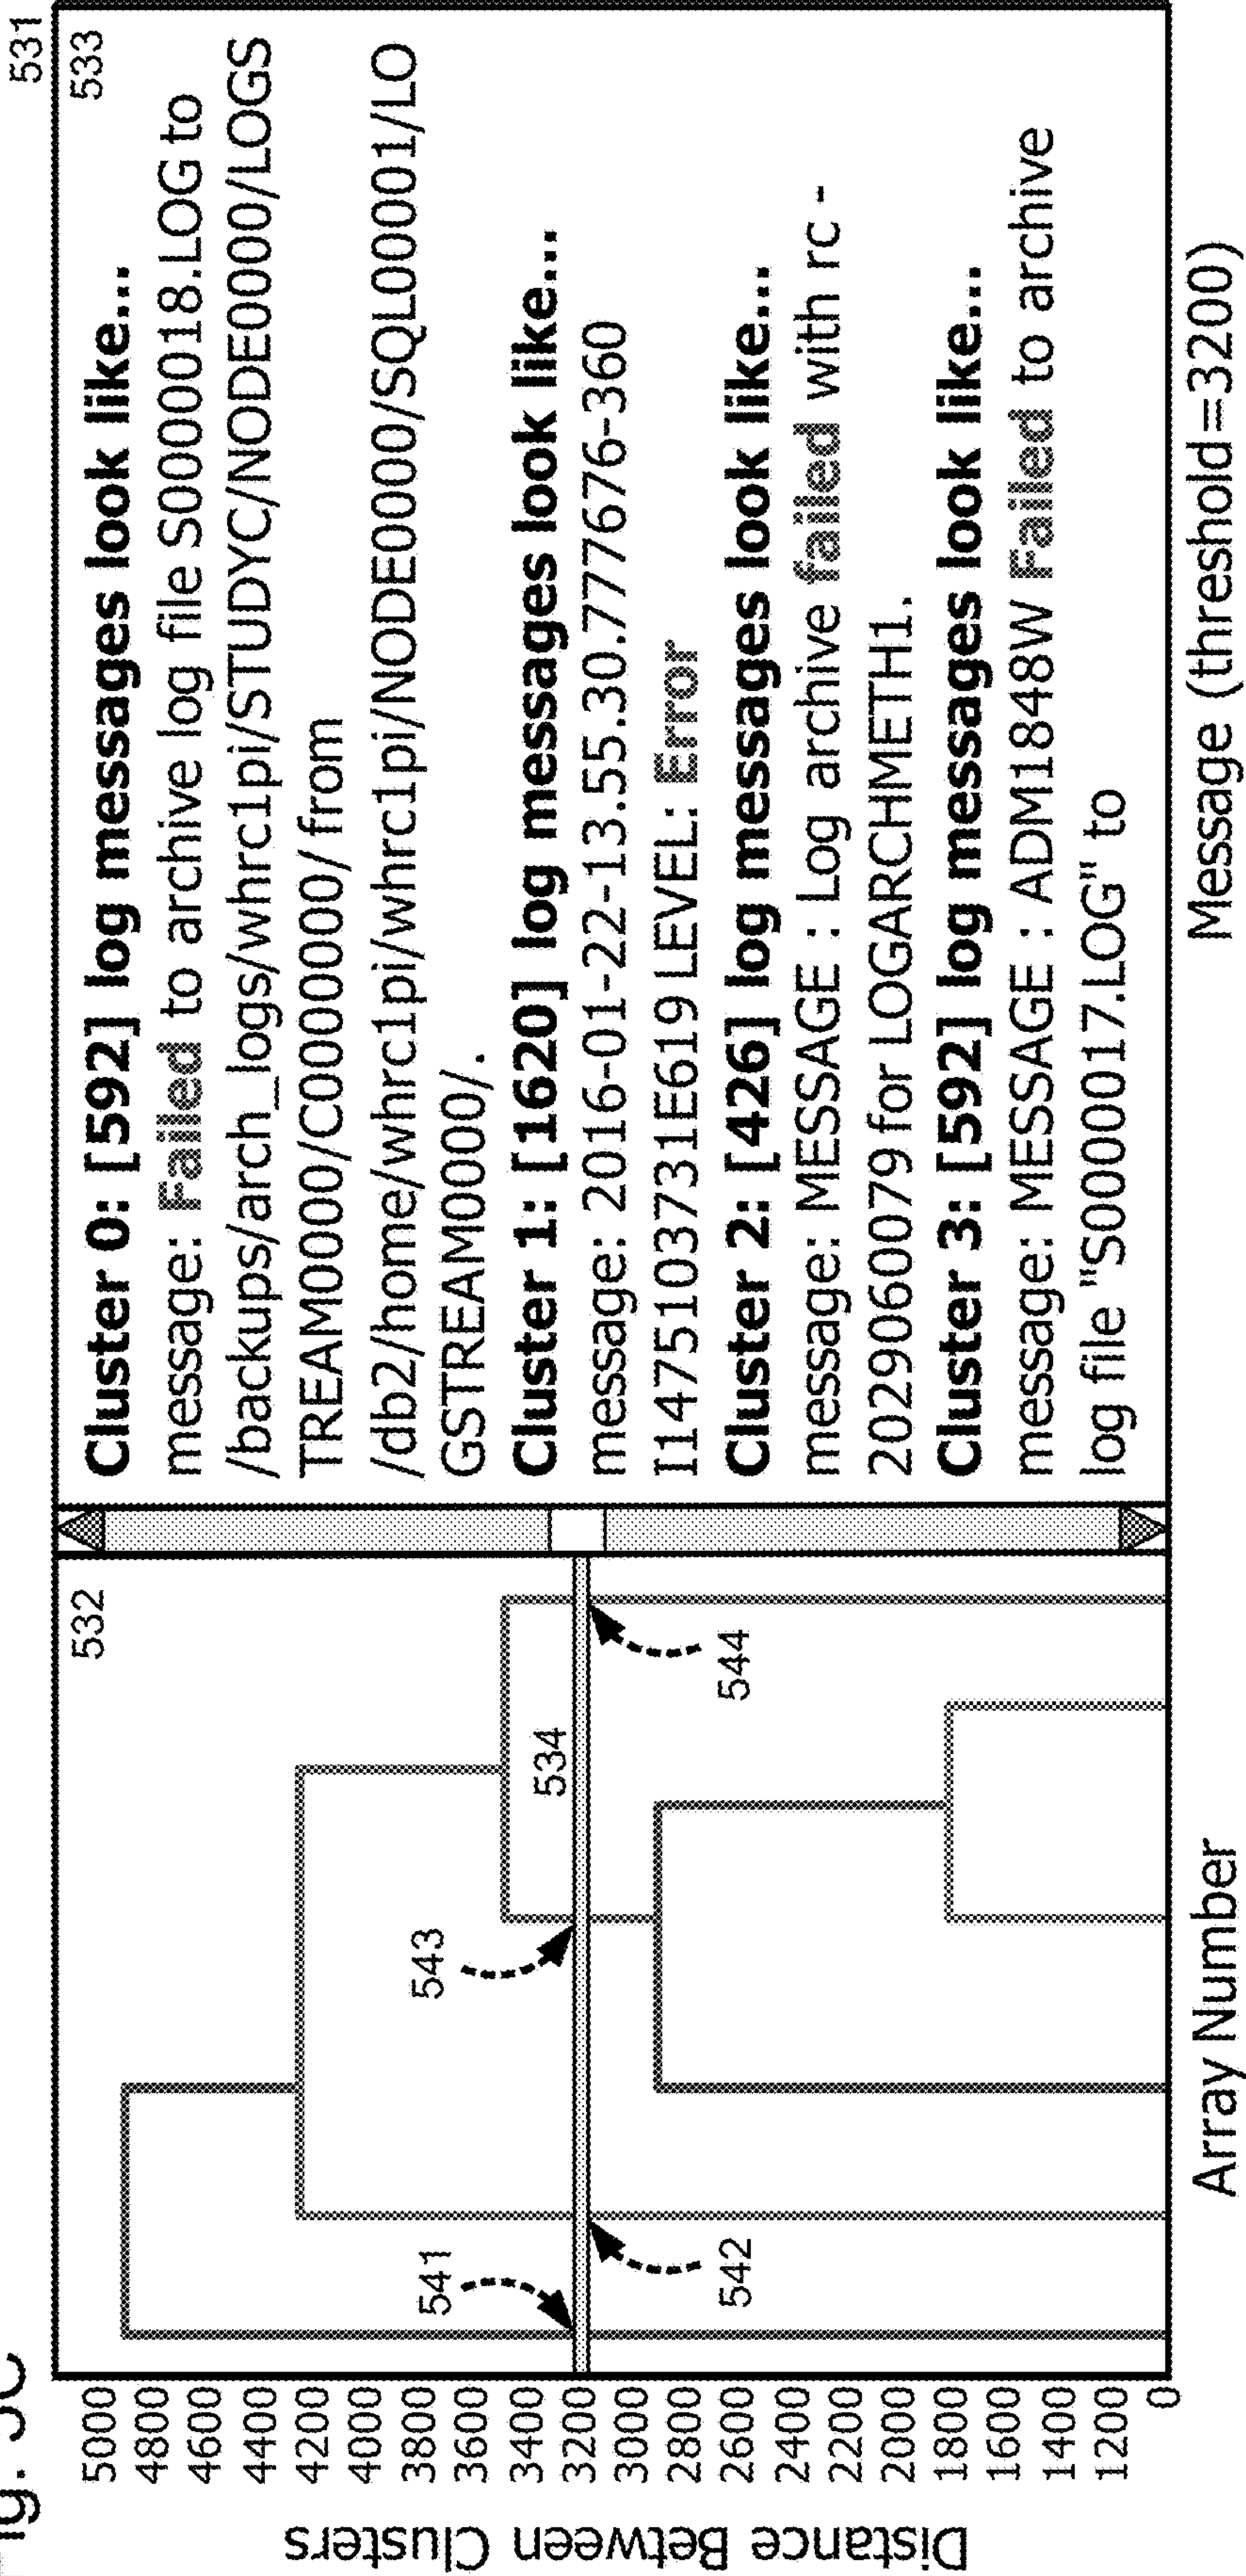 Fig. 5C
531
532
533
Distance Between Clusters
5000
4800
4600
4400
4200
4000
3800
3600
3400
3200
3000
2800
2600
2400
2200
2000
1800
1600
1400
1200
0
541
542
543
534
544
Array Number
Cluster 0: [592] log messages look like...
message: Failed to archive log file S0000018.LOG to
/backups/arch_logs/whrc1pi/STUDYC/NODE0000/LOGS
TREAM0000/C0000000/ from
/db2/home/whrc1pi/whrc1pi/NODE0000/SQL00001/LO
GSTREAM0000/.
Cluster 1: [1620] log messages look like...
message: 2016-01-22-13.55.30.777676-360
I1475103731E619 LEVEL: Error
Cluster 2: [426] log messages look like...
message: MESSAGE : Log archive failed with rc -
2029060079 for LOGARCHMETH1.
Cluster 3: [592] log messages look like...
message: MESSAGE : ADM1848W Failed to archive
log file "S0000017.LOG" to
Message (threshold=3200)